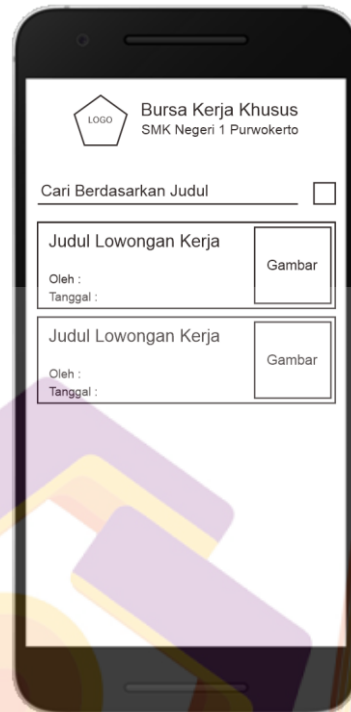 LOGO
Bursa Kerja Khusus
SMK Negeri 1 Purwokerto
Cari Berdasarkan Judul
Judul Lowongan Kerja
Gambar
Oleh :
Tanggal :
Judul Lowongan Kerja
Gambar
Oleh :
Tanggal :